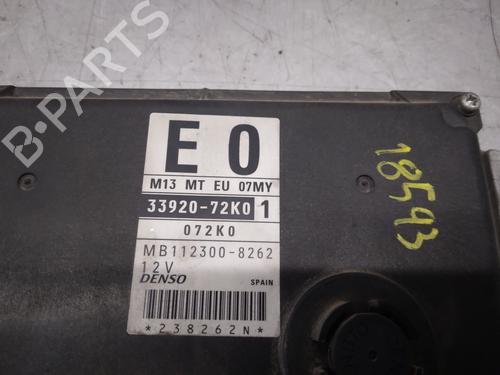 E 0
M13 MT EU 07MY
33920-72K0 1
072K0
MB112300-8262
12V
DENSO
SPAIN
*238262N*
18593
B-PARTS